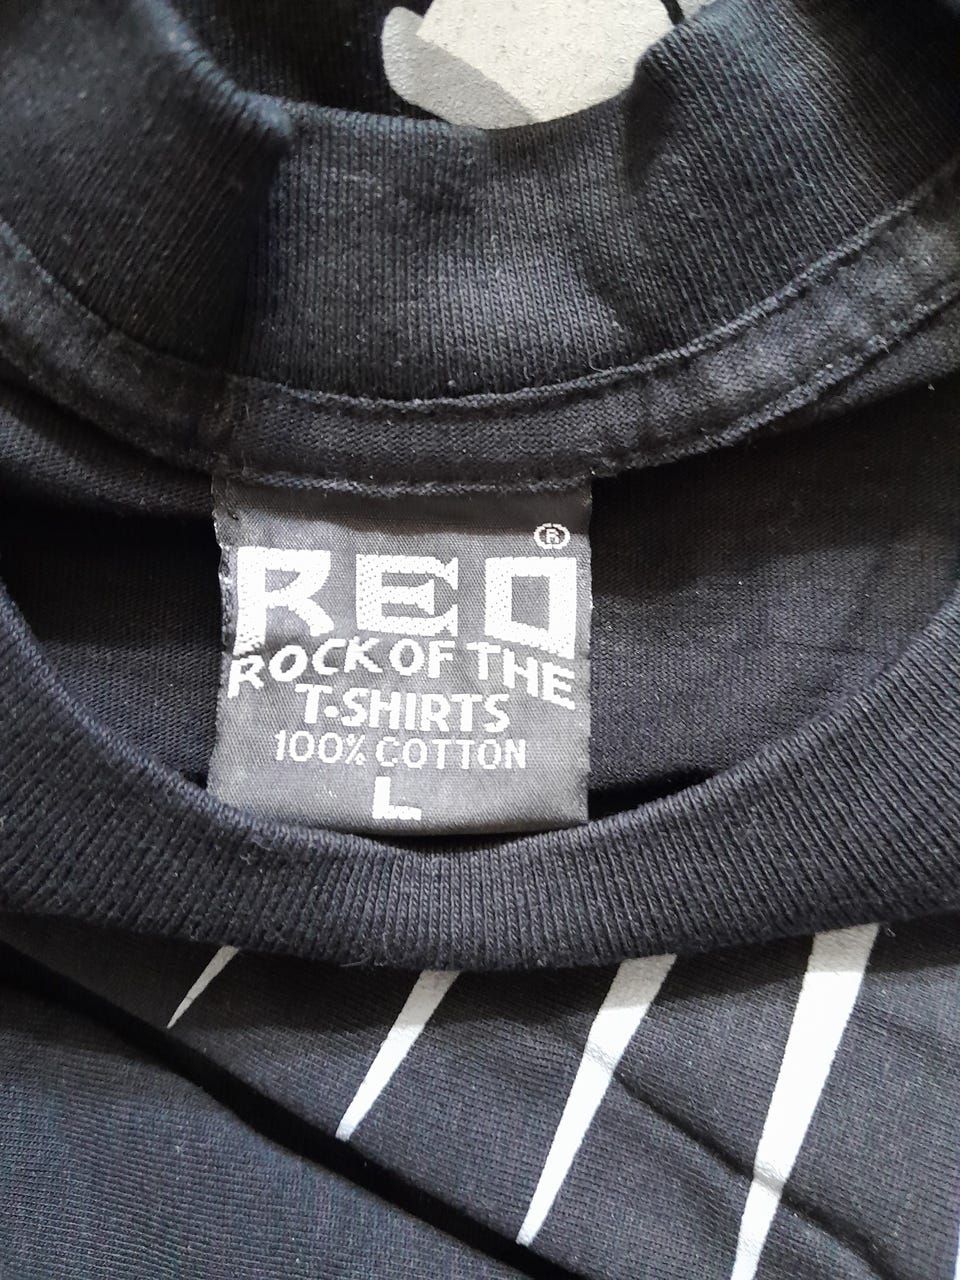 ®
REO
ROCK OF THE
T-SHIRTS
100% COTTON
L